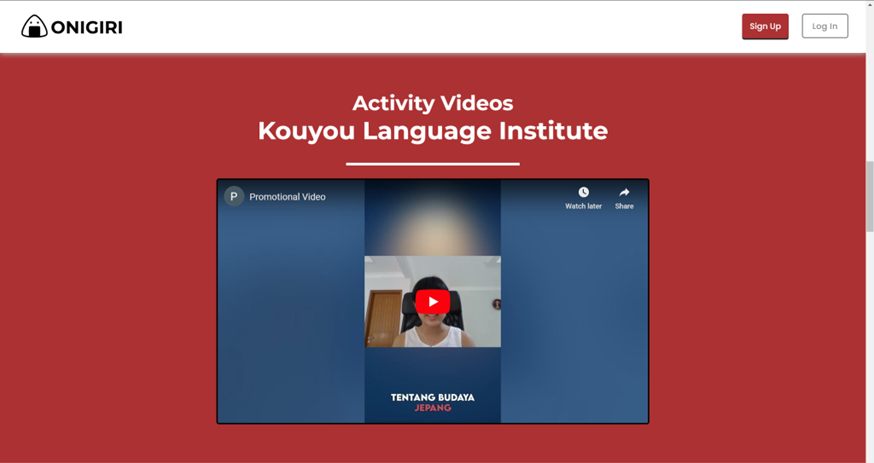 ONIGIRI
Sign Up
Log In
Activity Videos
Kouyou Language Institute
P
Promotional Video
Watch later
Share
TENTANG BUDAYA
JEPANG